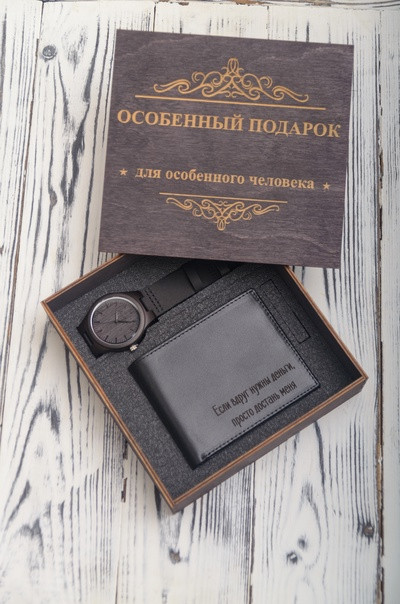 ОСОБЕННЫЙ ПОДАРОК
★ для особенного человека ★
Если вдруг нужны деньги,
просто достань меня